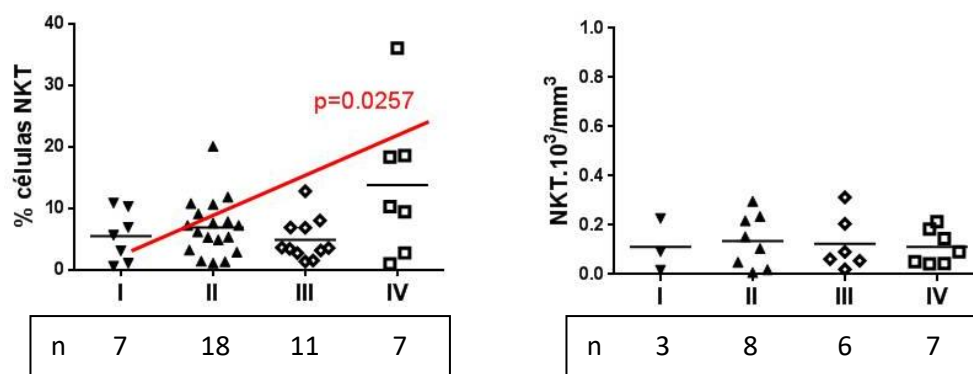 % células NKT
40
30
20
10
0
p=0.0257
I II III IV
n 7 18 11 7
NKT.10³/mm³
1.0
0.8
0.6
0.4
0.2
0.0
I II III IV
n 3 8 6 7